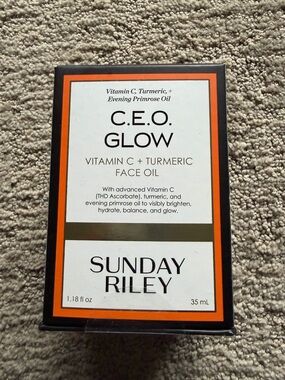 Vitamin C, Turmeric, +
Evening Primrose Oil
C.E.O.
GLOW
VITAMIN C + TURMERIC
FACE OIL
With advanced Vitamin C
(THD Ascorbate), turmeric, and
evening primrose oil to visibly brighten,
hydrate, balance, and glow.
SUNDAY
RILEY
1.18 fl oz 35 mL